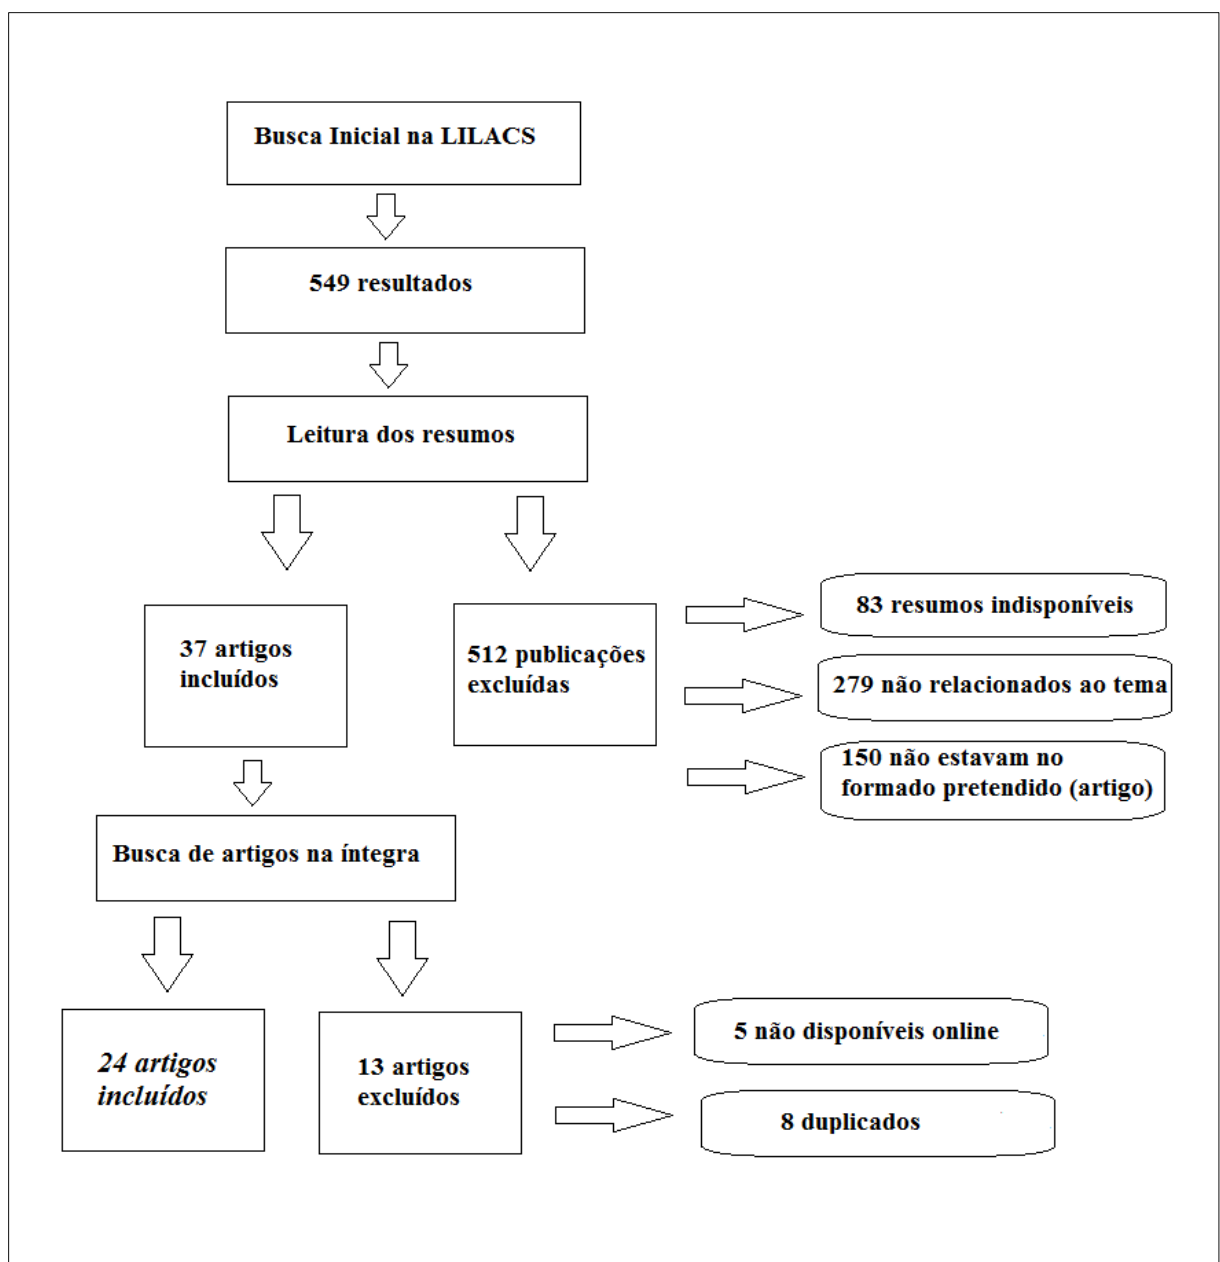 Busca Inicial na LILACS
549 resultados
Leitura dos resumos
37 artigos
incluídos
512 publicações
excluídas
83 resumos indisponíveis
279 não relacionados ao tema
150 não estavam no
formado pretendido (artigo)
Busca de artigos na íntegra
24 artigos
incluídos
13 artigos
excluídos
5 não disponíveis online
8 duplicados